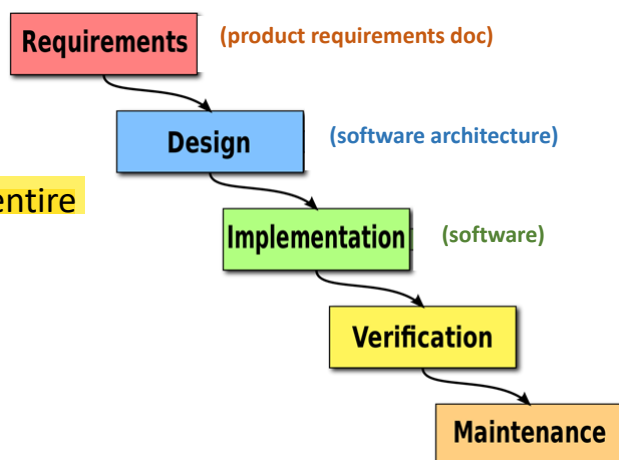 Requirements (product requirements doc)
Design (software architecture)
entire
Implementation (software)
Verification
Maintenance